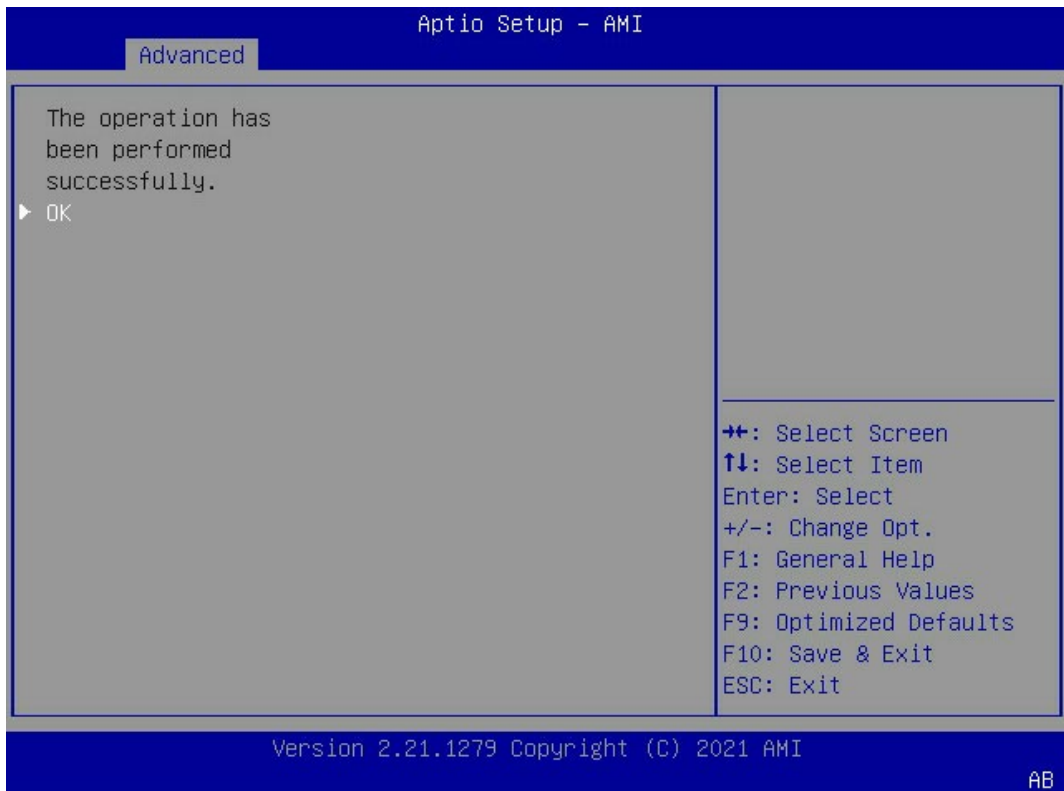 Aptio Setup – AMI
Advanced
The operation has
been performed
successfully.
▶ OK
→←: Select Screen
↑↓: Select Item
Enter: Select
+/-: Change Opt.
F1: General Help
F2: Previous Values
F9: Optimized Defaults
F10: Save & Exit
ESC: Exit
Version 2.21.1279 Copyright (C) 2021 AMI
AB